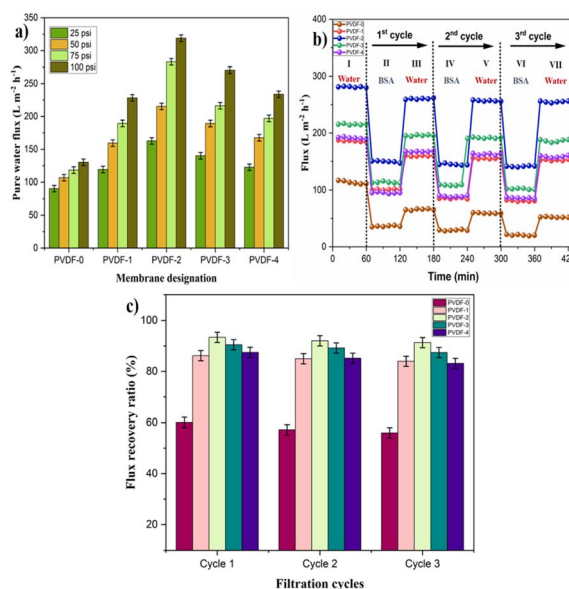 a)
25 psi
50 psi
75 psi
100 psi
Pure water flux (L m⁻² h⁻¹)
350
300
250
200
150
100
50
0
PVDF-0 PVDF-1 PVDF-2 PVDF-3 PVDF-4
Membrane designation
b)
PVDF-0
PVDF-1
PVDF-2
PVDF-3
PVDF-4
1st cycle 2nd cycle 3rd cycle
I II III IV V VI VII
Water BSA Water BSA Water BSA Water
Flux (L m⁻² h⁻¹)
400
300
200
100
0
0 60 120 180 240 300 360 420
Time (min)
c)
PVDF-0
PVDF-1
PVDF-2
PVDF-3
PVDF-4
Flux recovery ratio (%)
100
80
60
40
20
Cycle 1 Cycle 2 Cycle 3
Filtration cycles